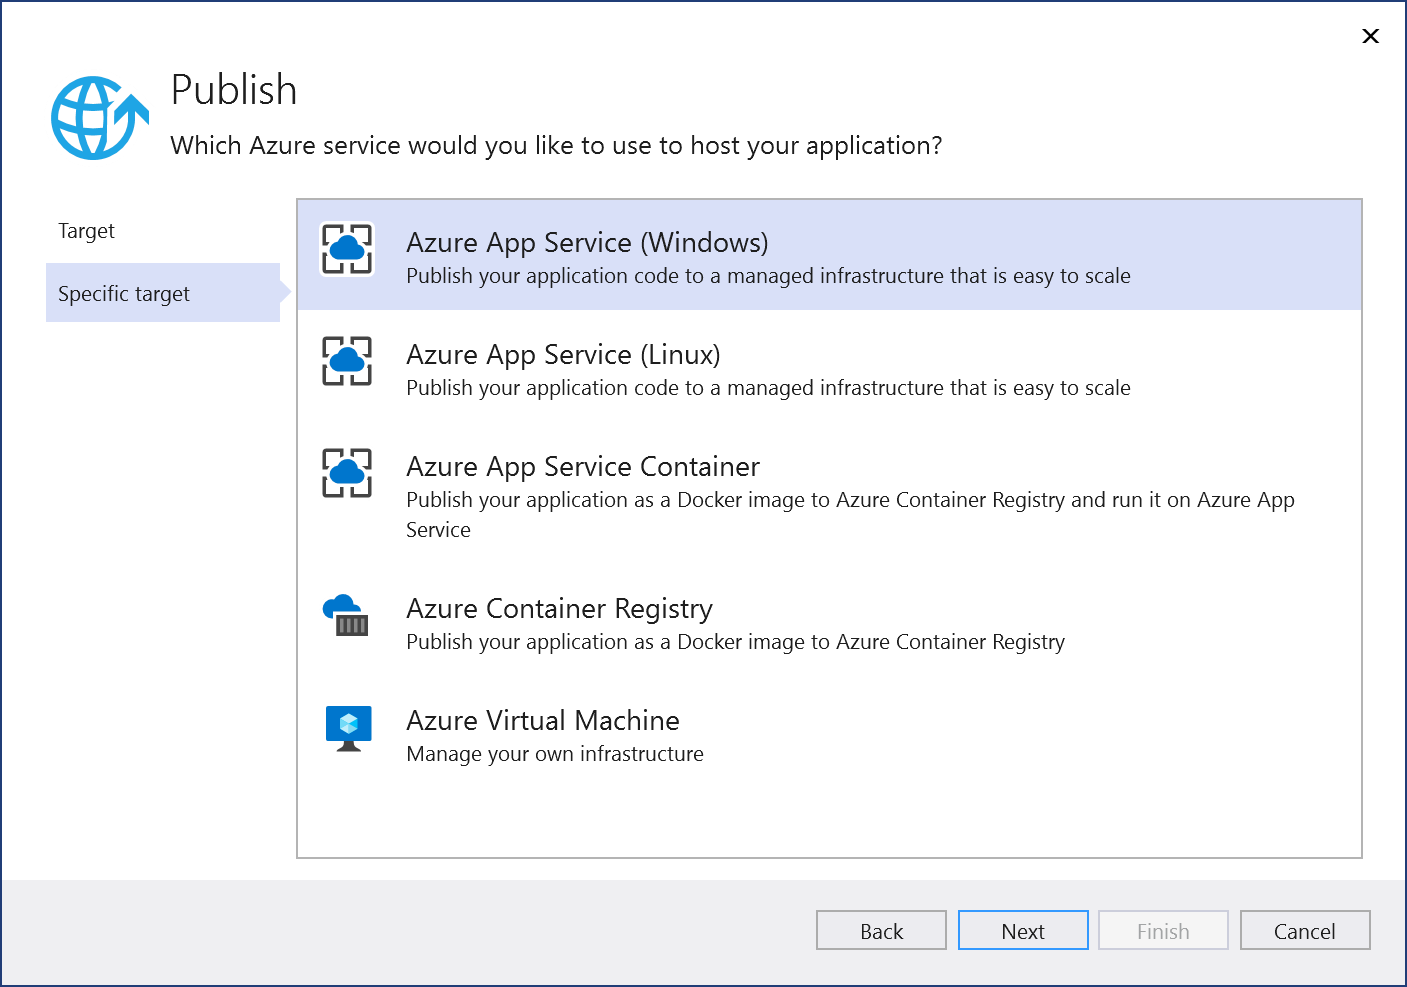 Publish
Which Azure service would you like to use to host your application?
Target
Specific target
Azure App Service (Windows)
Publish your application code to a managed infrastructure that is easy to scale
Azure App Service (Linux)
Publish your application code to a managed infrastructure that is easy to scale
Azure App Service Container
Publish your application as a Docker image to Azure Container Registry and run it on Azure App
Service
Azure Container Registry
Publish your application as a Docker image to Azure Container Registry
Azure Virtual Machine
Manage your own infrastructure
Back
Next
Finish
Cancel